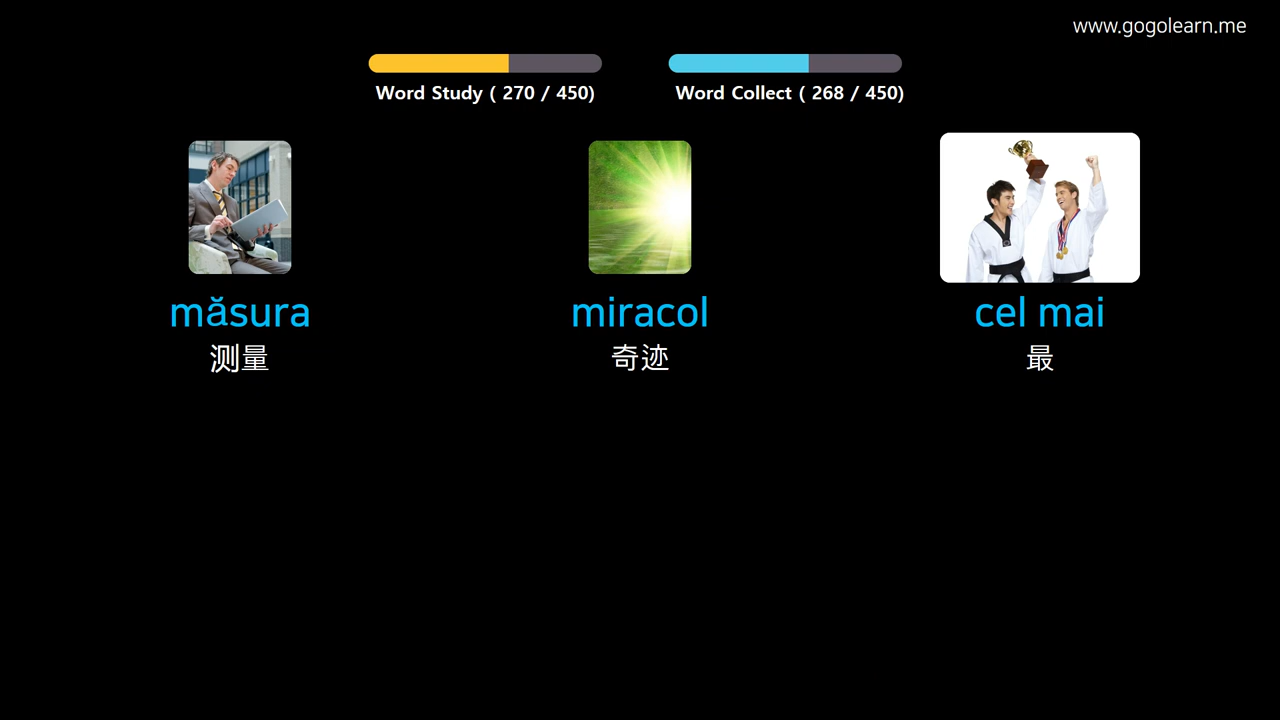 www.gogolearn.me
Word Study ( 270 / 450)
Word Collect ( 268 / 450)
măsura
miracol
cel mai
测量
奇迹
最